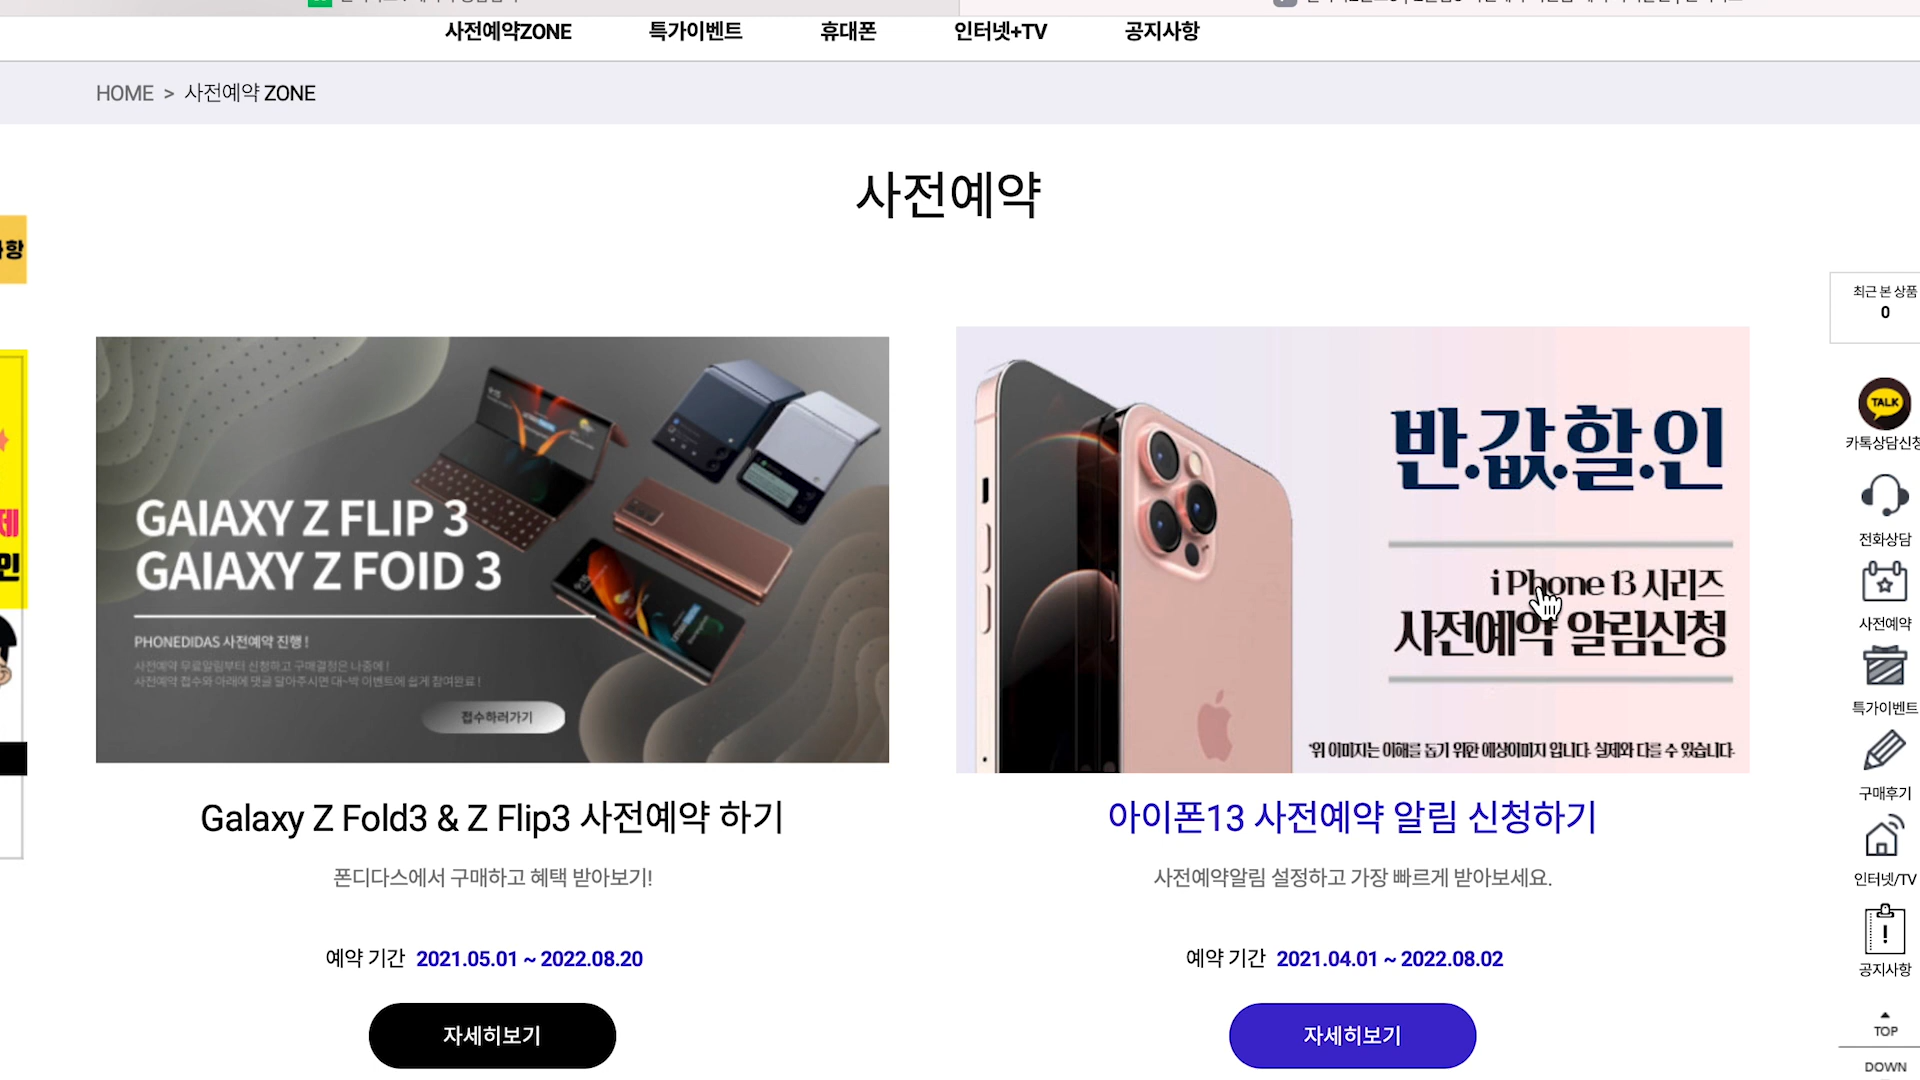 사전예약ZONE 특가이벤트 휴대폰 인터넷+TV 공지사항
HOME > 사전예약 ZONE
사전예약
최근 본 상품
0
GAIAXY Z FLIP 3
GAIAXY Z FOID 3
PHONEDIDAS 사전예약 진행 !
사전예약 무료알림부터 신청하고 구매결정은 나중에 !
사전예약 접수와 아래에 댓글 달아주시면 대~박 이벤트에 쉽게 참여완료 !
접수하러가기
반.값.할.인
i Phone 13 시리즈
사전예약 알림신청
*위 이미지는 이해를 돕기 위한 예상이미지 입니다. 실제와 다를 수 있습니다.
Galaxy Z Fold3 & Z Flip3 사전예약 하기
폰디다스에서 구매하고 혜택 받아보기!
예약 기간 2021.05.01 ~ 2022.08.20
자세히보기
아이폰13 사전예약 알림 신청하기
사전예약알림 설정하고 가장 빠르게 받아보세요.
예약 기간 2021.04.01 ~ 2022.08.02
자세히보기
TALK
카톡상담신청
전화상담
사전예약
특가이벤트
구매후기
인터넷/TV
공지사항
TOP
DOWN